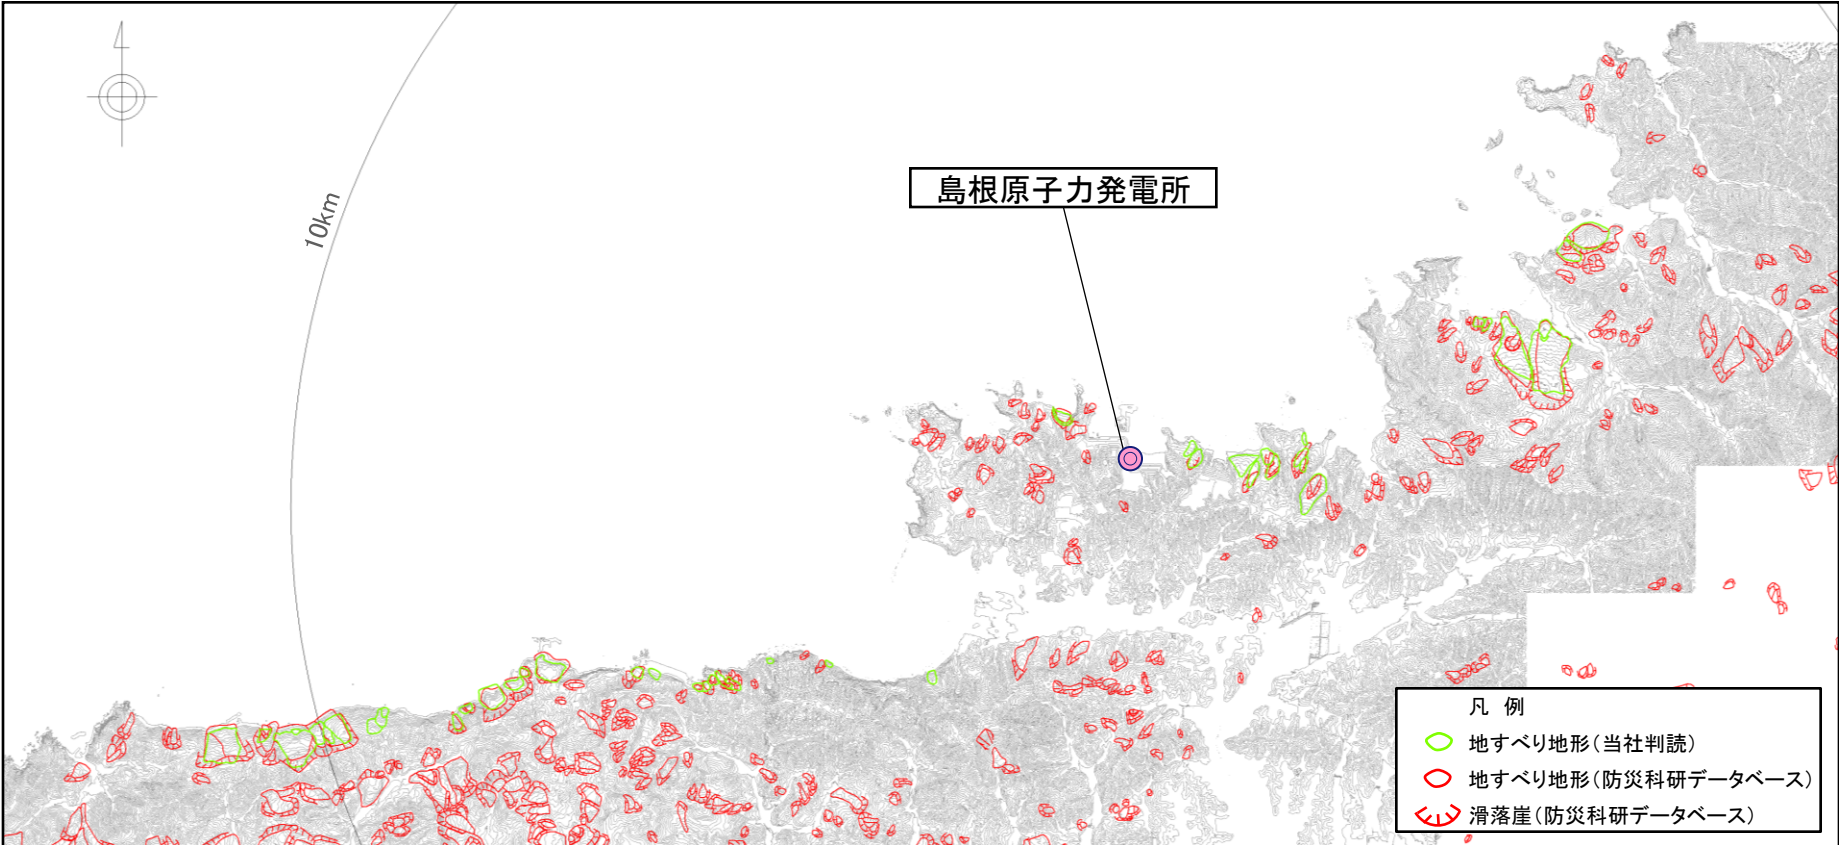 10km
島根原子力発電所
凡 例
地すべり地形(当社判読)
地すべり地形(防災科研データベース)
滑落崖(防災科研データベース)